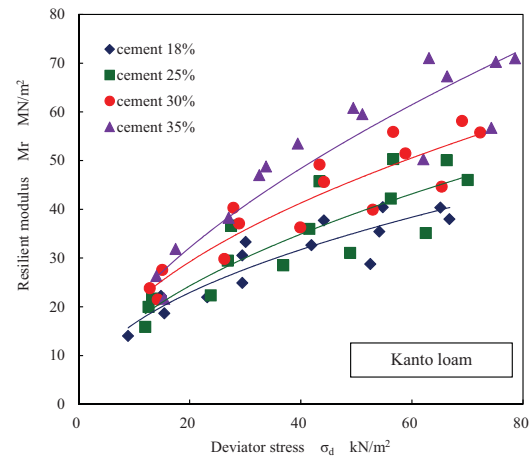 80
70
60
50
40
30
20
10
0
Resilient modulus Mr MN/m²
cement 18%
cement 25%
cement 30%
cement 35%
Kanto loam
0 20 40 60 80
Deviator stress σd kN/m²